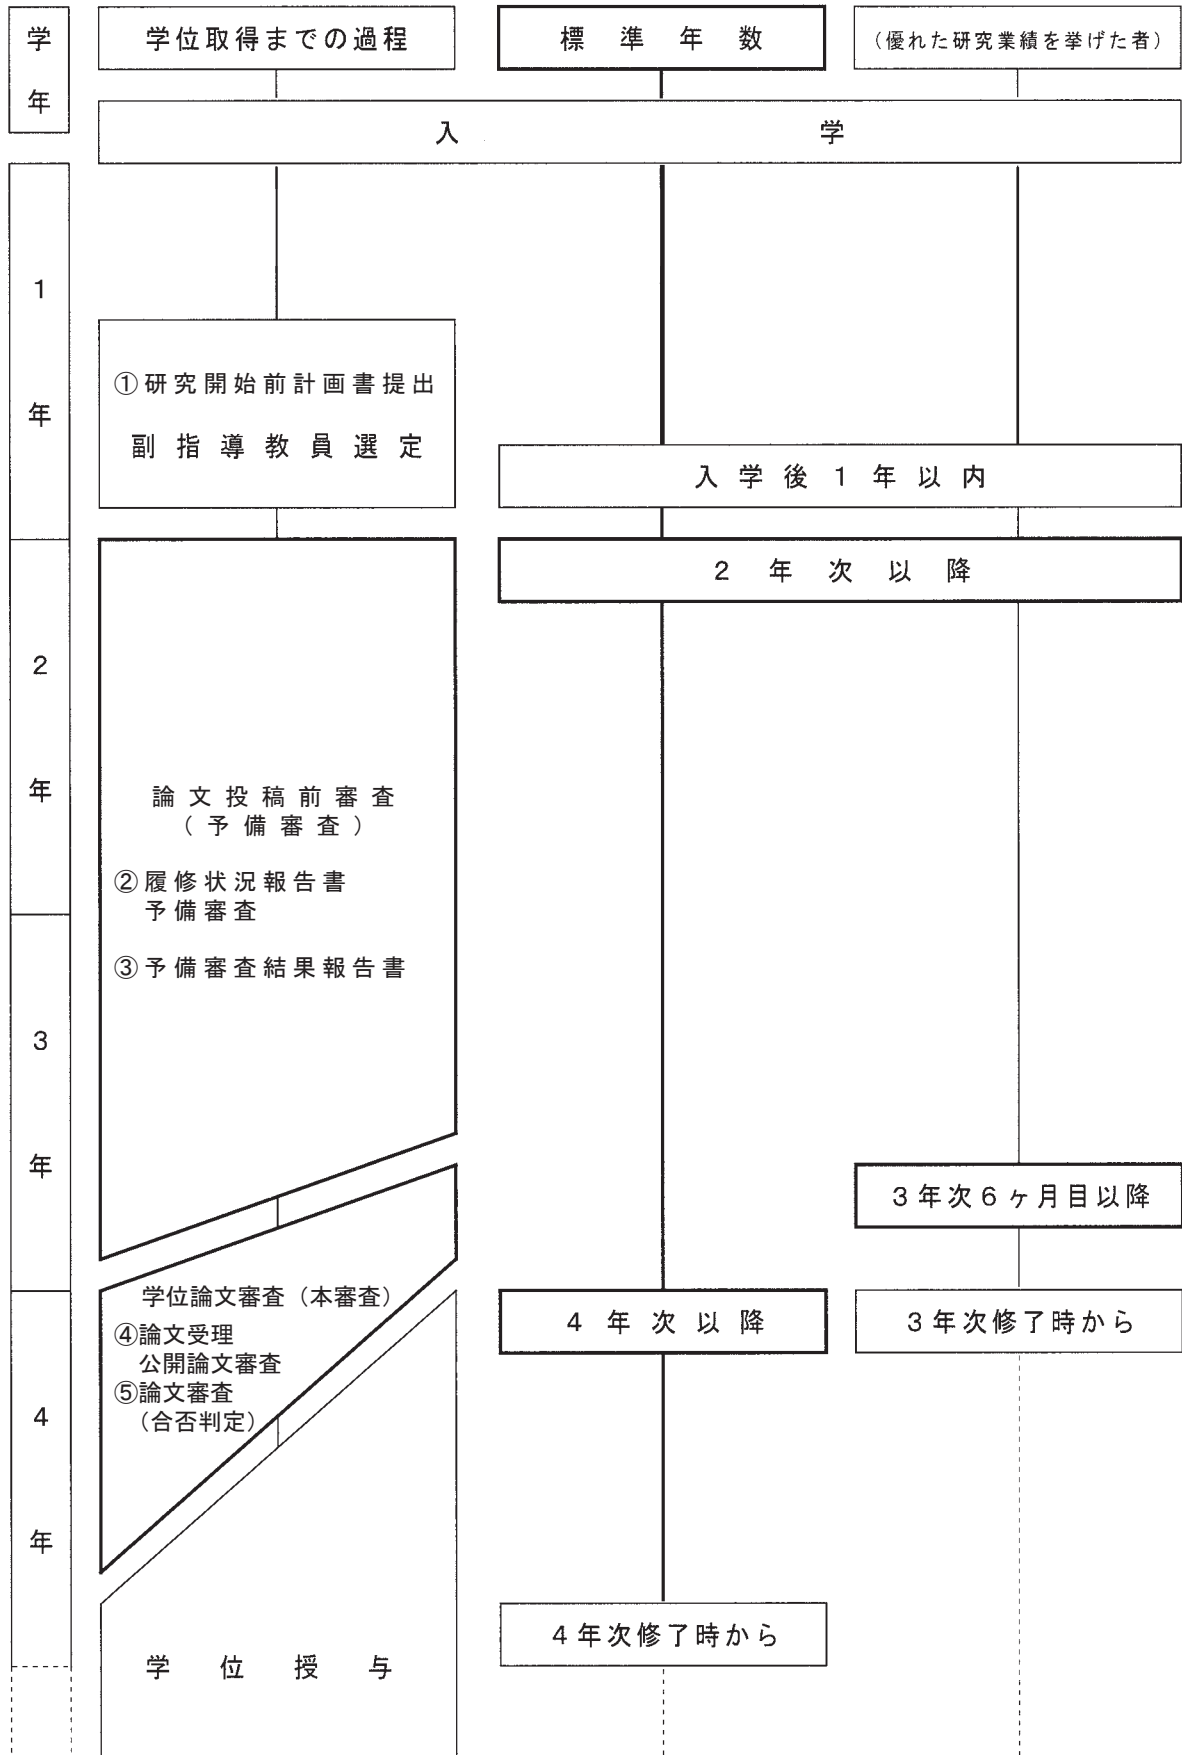 学年
学位取得までの過程
標準年数
（優れた研究業績を挙げた者）
入学
1年
①研究開始前計画書提出
副指導教員選定
入学後1年以内
2年次以降
2年
論文投稿前審査
（予備審査）
②履修状況報告書
予備審査
③予備審査結果報告書
3年
3年次6ヶ月目以降
学位論文審査（本審査）
④論文受理
公開論文審査
⑤論文審査
（合否判定）
4年次以降
3年次修了時から
4年
4年次修了時から
学位授与